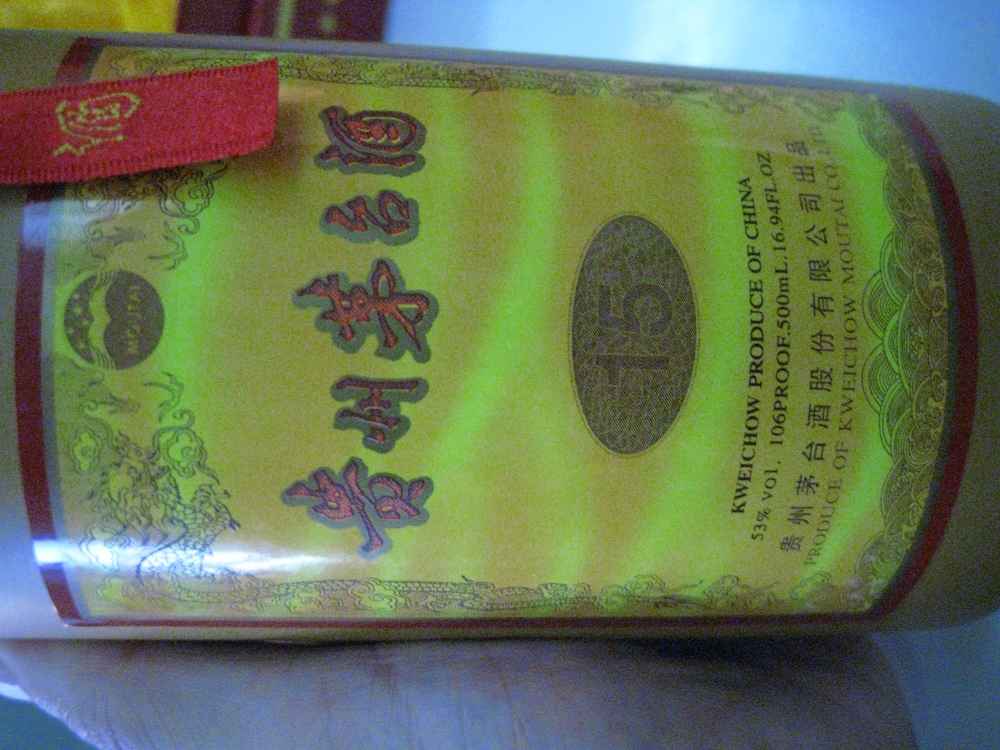 MOUTAI
贵州茅台酒
15
KWEICHOW PRODUCE OF CHINA
53% VOL. 106PROOF.500mL.16.94FL.OZ
贵州茅台酒股份有限公司出品
PRODUCE OF KWEICHOW MOUTAI CO.,LTD